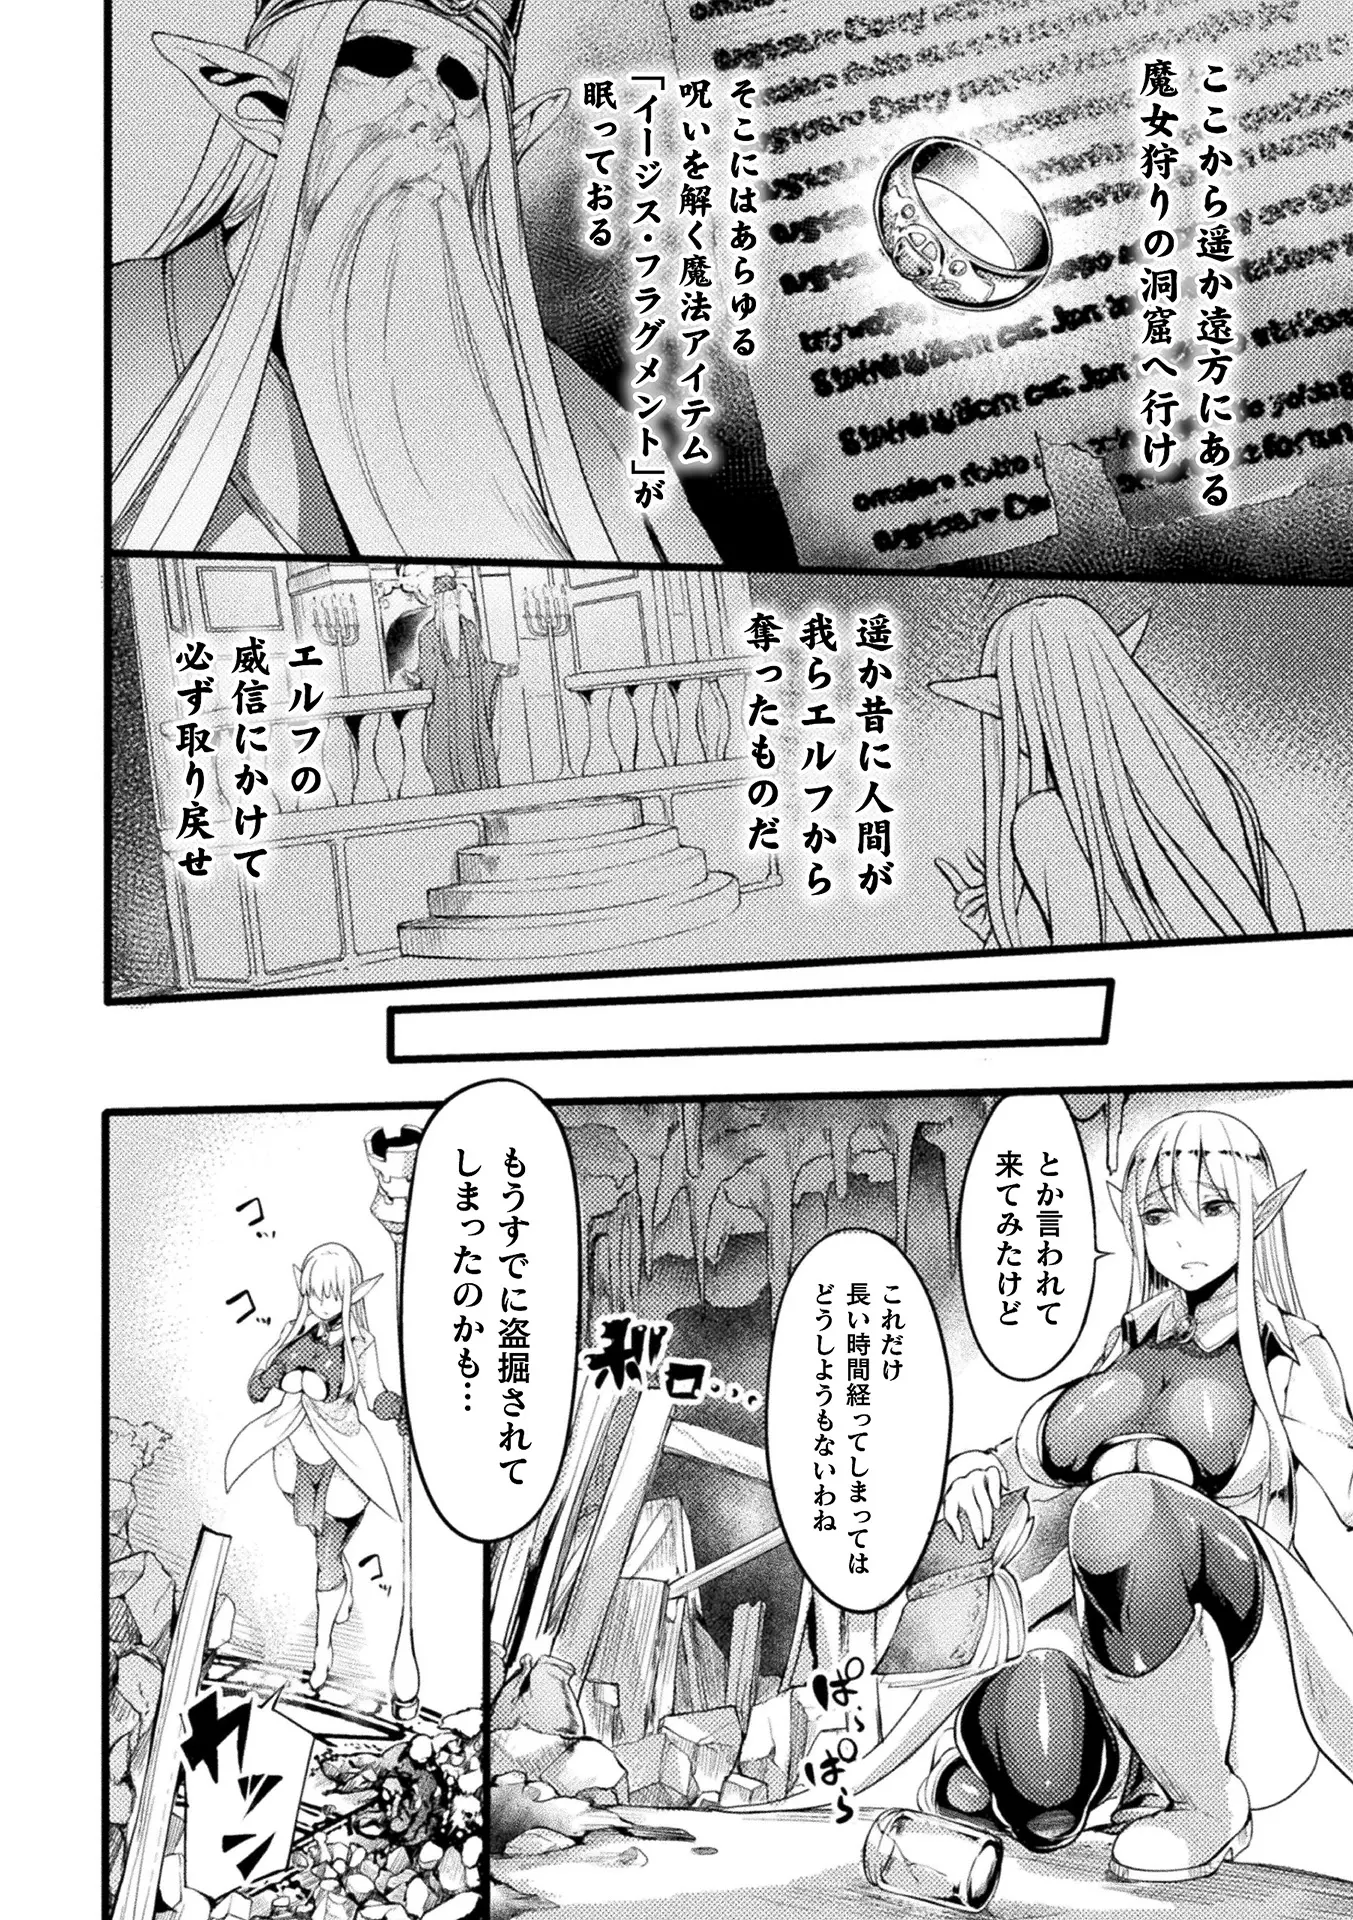 ここから遥か遠方にある
魔女狩りの洞窟へ行け
そこにはあらゆる
呪いを解く魔法アイテム
「イージス・フラグメント」が
眠っておる
遥か昔に人間が
我らエルフから
奪ったものだ
エルフの
威信にかけて
必ず取り戻せ
とか言われて
来てみたけど
これだけ
長い時間経ってしまっては
どうしようもないわね
ボロ…
ぱらぱら
もうすでに盗掘されて
しまったのかも…
コッ
コッ
コッ